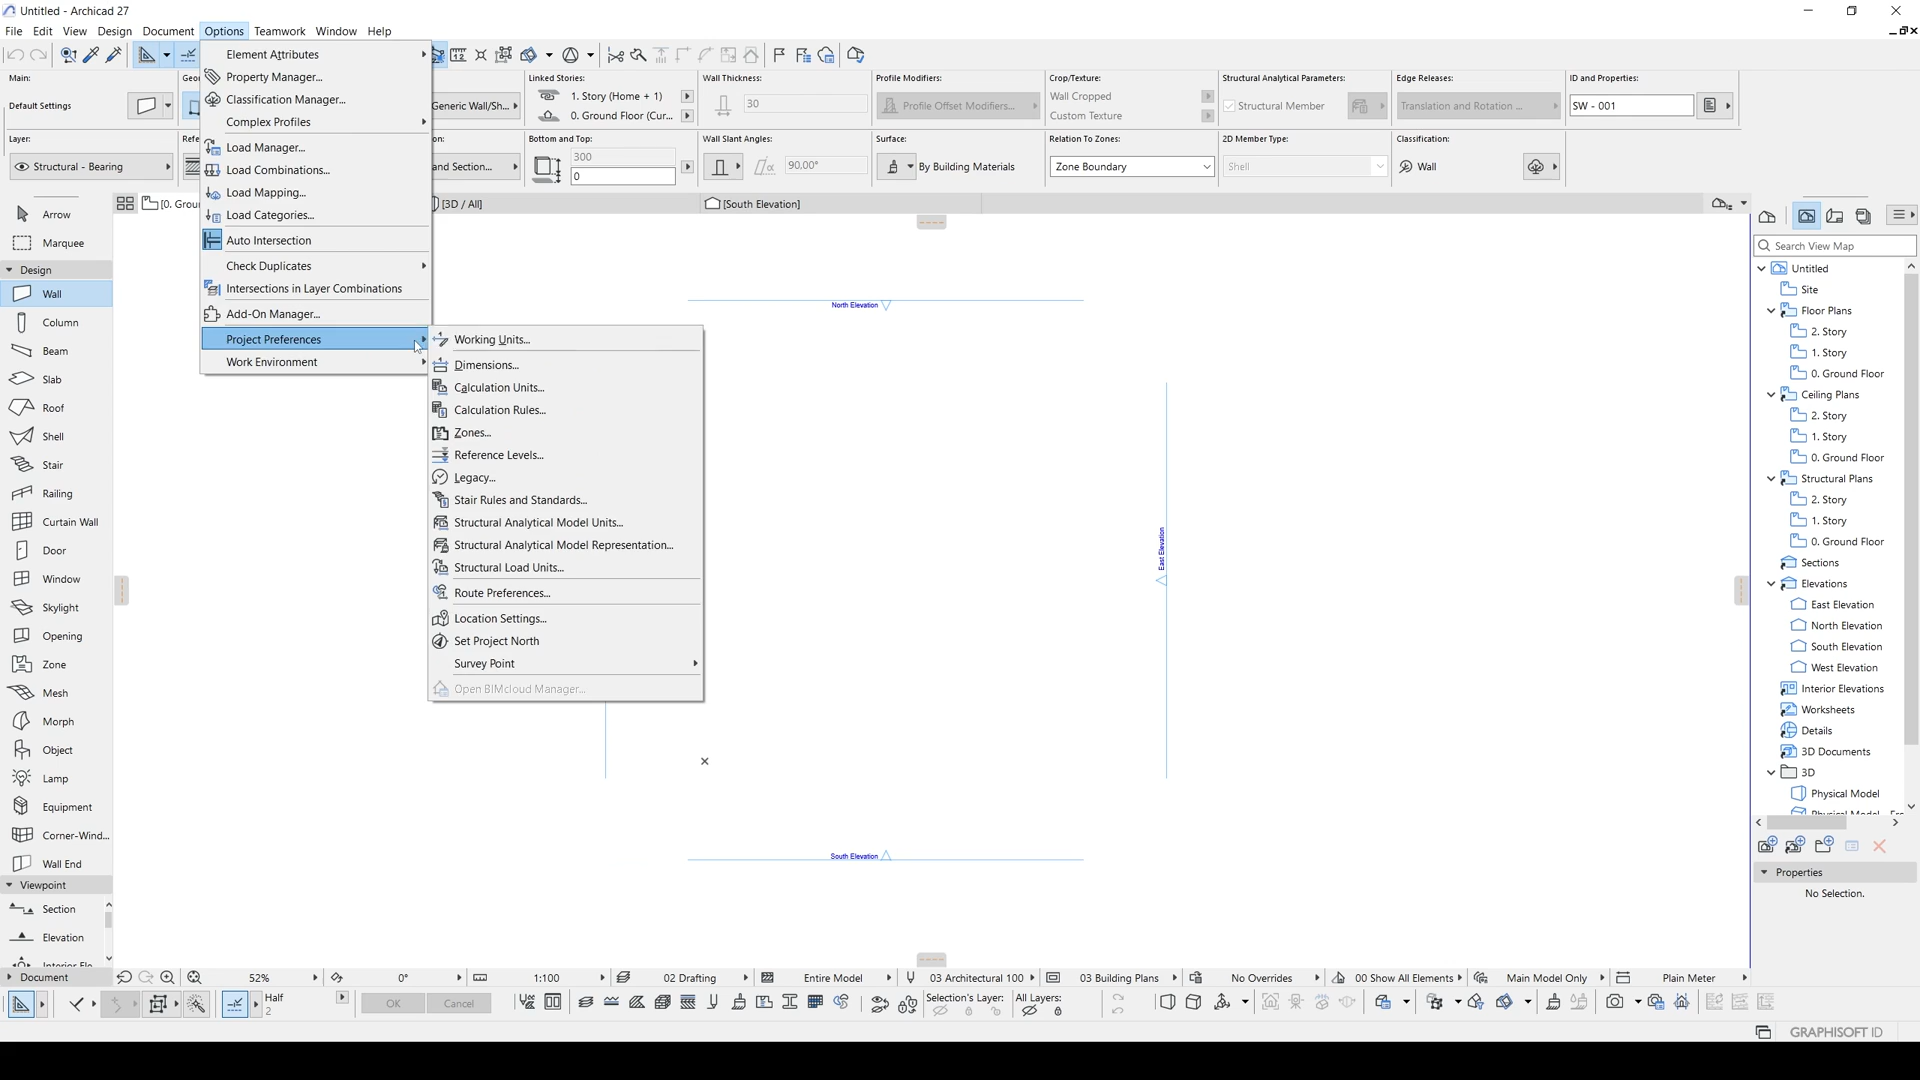 Untitled - Archicad 27
File Edit View Design Document Options Teamwork Window Help
Main:
Default Settings
Layer:
Structural - Bearing
Geo
Refe
Generic Wall/Sh...
on:
and Section...
Linked Stories:
1. Story (Home + 1)
0. Ground Floor (Cur...
Bottom and Top:
300
0
Wall Thickness:
30
Wall Slant Angles:
90,00°
Profile Modifiers:
Profile Offset Modifiers...
Surface:
By Building Materials
Crop/Texture:
Wall Cropped
Custom Texture
Relation To Zones:
Zone Boundary
Structural Analytical Parameters:
Structural Member
2D Member Type:
Shell
Edge Releases:
Translation and Rotation ...
Classification:
Wall
ID and Properties:
SW - 001
[0. Grou
[3D / All]
[South Elevation]
Element Attributes
Property Manager...
Classification Manager...
Complex Profiles
Load Manager...
Load Combinations...
Load Mapping...
Load Categories...
Auto Intersection
Check Duplicates
Intersections in Layer Combinations
Add-On Manager...
Project Preferences
Work Environment
Working Units...
Dimensions...
Calculation Units...
Calculation Rules...
Zones...
Reference Levels...
Legacy...
Stair Rules and Standards...
Structural Analytical Model Units...
Structural Analytical Model Representation...
Structural Load Units...
Route Preferences...
Location Settings...
Set Project North
Survey Point
Open BIMcloud Manager...
Arrow
Marquee
Design
Wall
Column
Beam
Slab
Roof
Shell
Stair
Railing
Curtain Wall
Door
Window
Skylight
Opening
Zone
Mesh
Morph
Object
Lamp
Equipment
Corner-Wind...
Wall End
Viewpoint
Section
Elevation
Interior Ele
Document
North Elevation
East Elevation
South Elevation
Search View Map
Untitled
Site
Floor Plans
2. Story
1. Story
0. Ground Floor
Ceiling Plans
2. Story
1. Story
0. Ground Floor
Structural Plans
2. Story
1. Story
0. Ground Floor
Sections
Elevations
East Elevation
North Elevation
South Elevation
West Elevation
Interior Elevations
Worksheets
Details
3D Documents
3D
Physical Model
Properties
No Selection.
52% 0° 1:100 02 Drafting Entire Model 03 Architectural 100 03 Building Plans No Overrides 00 Show All Elements Main Model Only Plain Meter
Half
2
OK Cancel
Selection's Layer: All Layers:
GRAPHISOFT ID